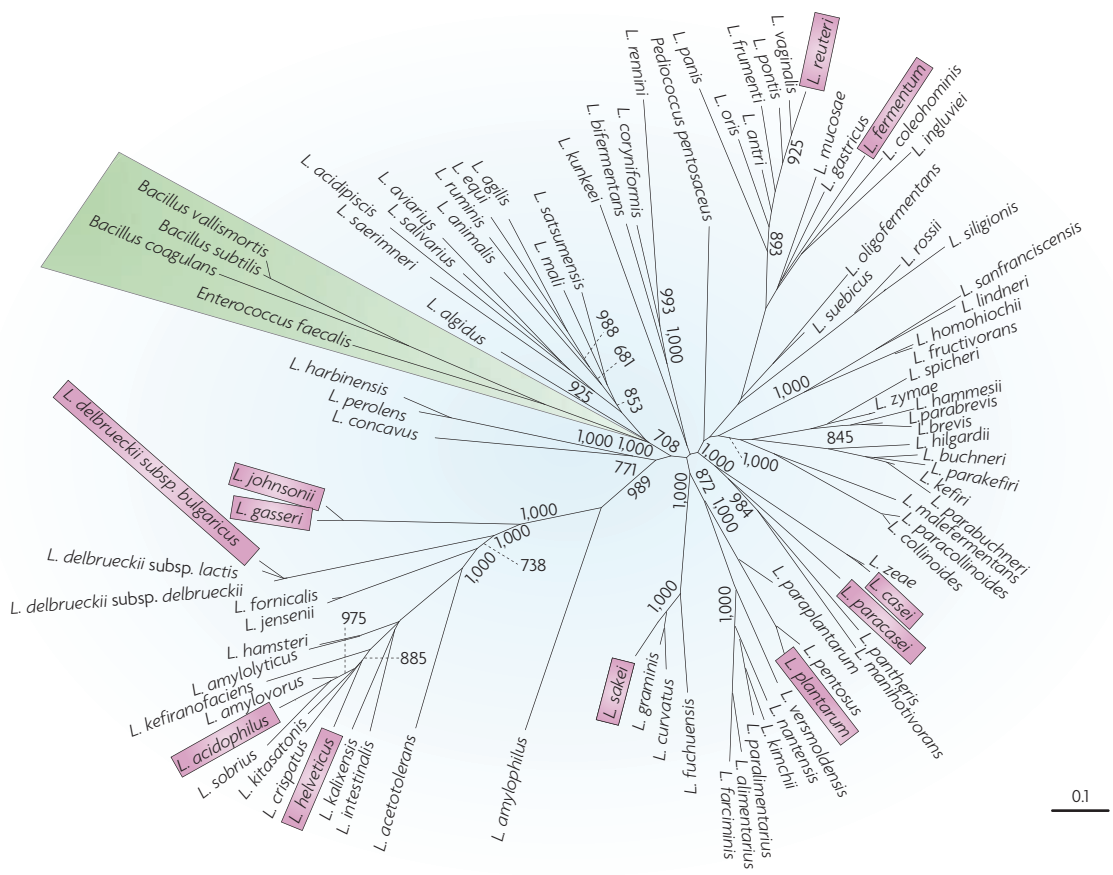 L. rennini
Pediococcus pentosaceus
L. panis
L. oris
L. frumenti
L. antri
L. pontis
L. vaginalis
L. reuteri
925
L. mucosae
L. gastricus
L. fermentum
L. coleohominis
L. ingluviei
893
L. oligofermentans
L. suebicus
L. rossii
L. siligionis
L. sanfranciscensis
L. lindneri
L. homohiochii
L. fructivorans
1,000
L. spicheri
L. zymae
L. hammesii
L.parabrevis
L.brevis
845
L. hilgardii
L. buchneri
L. parakefiri
L. kefiri
L. parabuchneri
L. malefermentans
L. paracollinoides
L. collinoides
1,000
1,000
L. zeae
L. casei
L. paracasei
L. pantheris
L. manihotivorans
984
872
1,000
L. paraplantarum
L. pentosus
L. plantarum
L. versmoldensis
L. nantensis
L. kimchii
L. paralimentarius
L. alimentarius
L. farciminis
1,000
1,000
L. fuchuensis
L. curvatus
L. graminis
L. sakei
1,000
L. amylophilus
989
L. acetotolerans
L. intestinalis
L. kalixensis
L. helveticus
L. crispatus
L. kitasatonis
L. sobrius
L. acidophilus
L. amylovorus
L. kefiranofaciens
L. amylolyticus
L. hamsteri
975
885
L. jensenii
L. fornicalis
1,000
738
1,000
L. delbrueckii subsp. delbrueckii
L. delbrueckii subsp. lactis
L. delbrueckii subsp. bulgaricus
L. gasseri
L. johnsonii
1,000
771
L. concavus
L. perolens
L. harbinensis
1,000
1,000
708
Enterococcus faecalis
Bacillus coagulans
Bacillus subtilis
Bacillus vallismortis
L. algidus
L. acidipiscis
L. saerimneri
L. salivarius
L. aviarius
L. animalis
L. ruminis
L. equi
L. agilis
L. mali
L. satsumensis
988
681
925
853
L. kunkeei
L. bifermentans
L. coryniformis
993
1,000
0.1